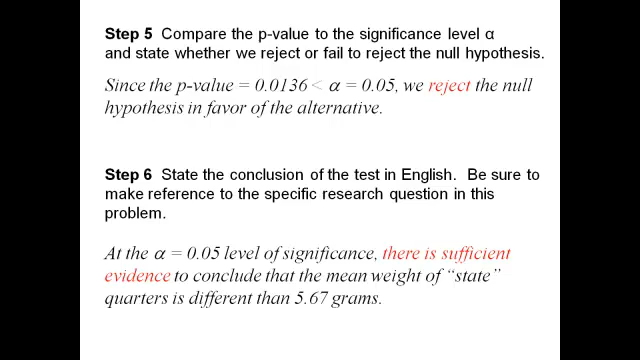 Step 5 Compare the p-value to the significance level α
and state whether we reject or fail to reject the null hypothesis.
Since the p-value = 0.0136 < α = 0.05, we reject the null
hypothesis in favor of the alternative.
Step 6 State the conclusion of the test in English. Be sure to
make reference to the specific research question in this
problem.
At the α = 0.05 level of significance, there is sufficient
evidence to conclude that the mean weight of “state”
quarters is different than 5.67 grams.